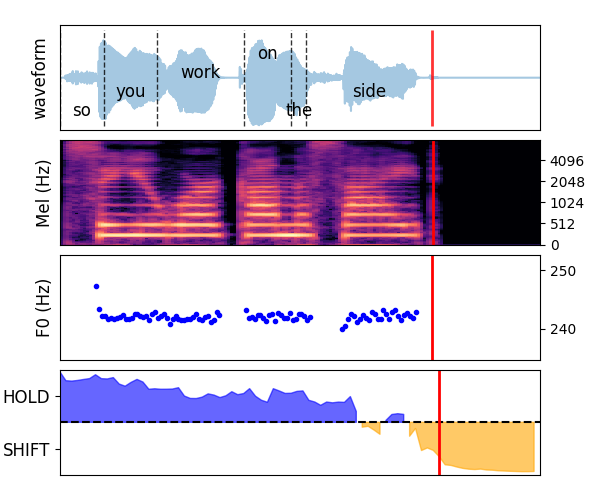 waveform
so
you
work
on
the
side
Mel (Hz)
4096
2048
1024
512
0
F0 (Hz)
250
240
HOLD
SHIFT